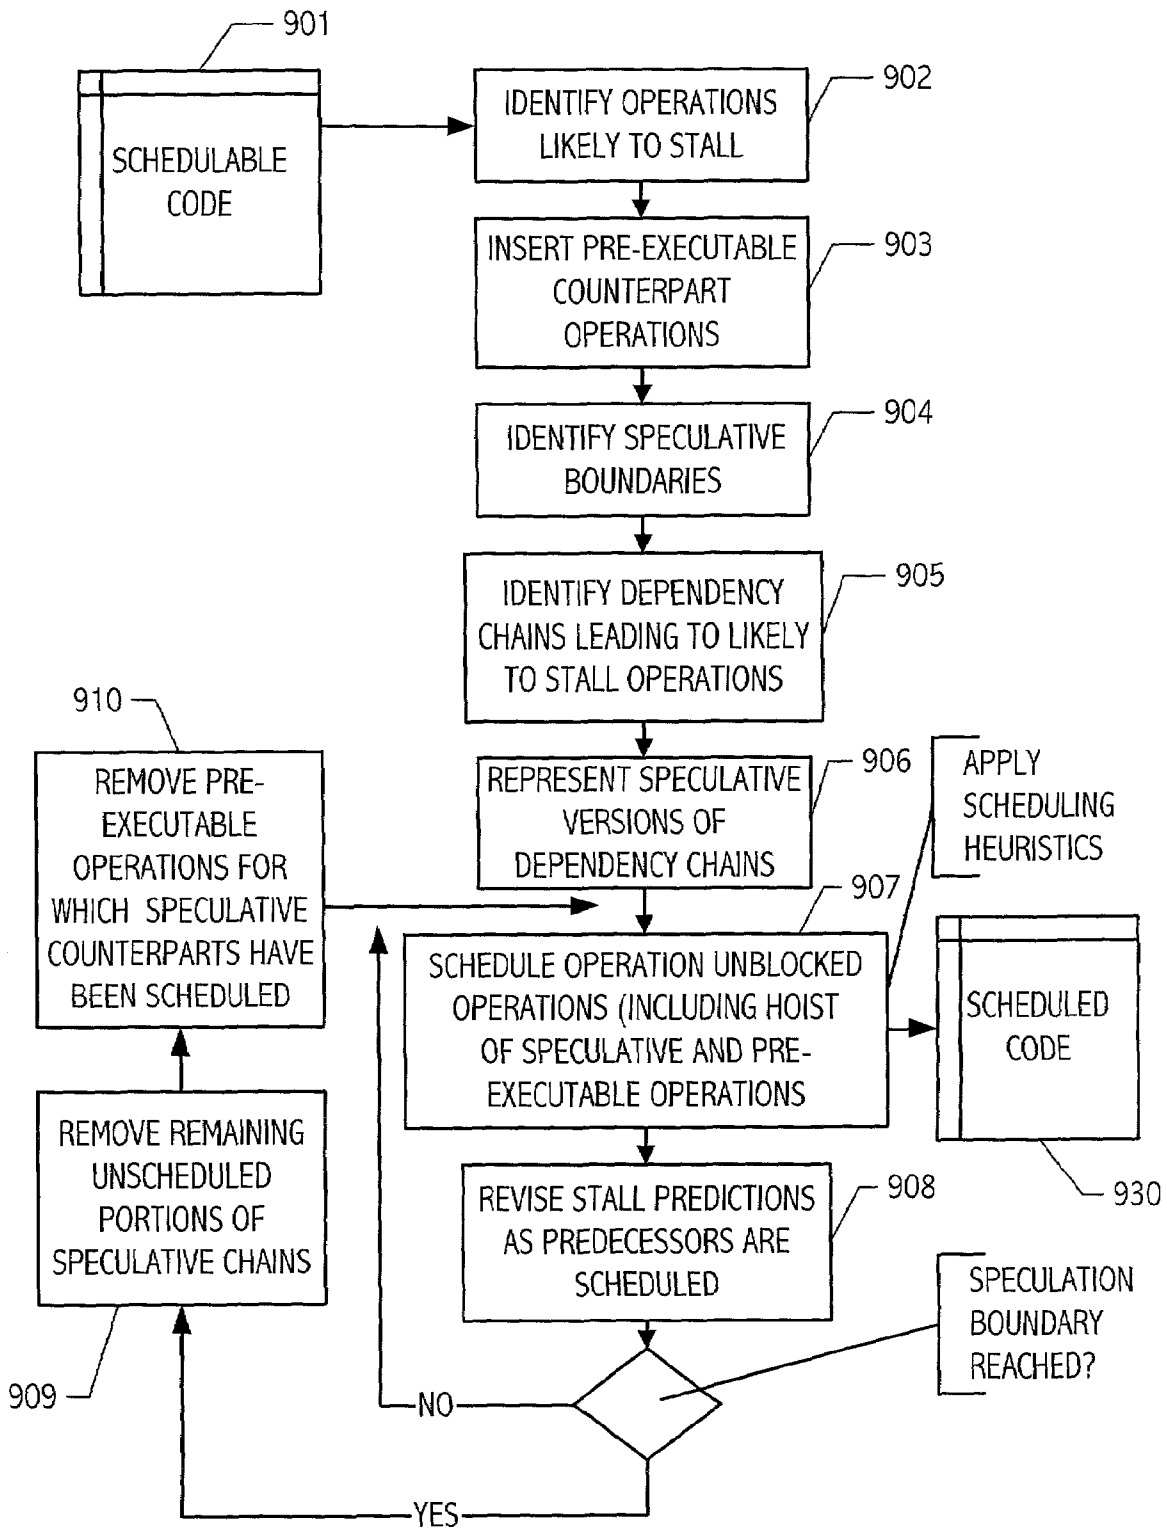 901
SCHEDULABLE
CODE
902
IDENTIFY OPERATIONS
LIKELY TO STALL
903
INSERT PRE-EXECUTABLE
COUNTERPART
OPERATIONS
904
IDENTIFY SPECULATIVE
BOUNDARIES
905
IDENTIFY DEPENDENCY
CHAINS LEADING TO LIKELY
TO STALL OPERATIONS
906
REPRESENT SPECULATIVE
VERSIONS OF
DEPENDENCY CHAINS
APPLY
SCHEDULING
HEURISTICS
907
SCHEDULE OPERATION UNBLOCKED
OPERATIONS (INCLUDING HOIST
OF SPECULATIVE AND PRE-
EXECUTABLE OPERATIONS
SCHEDULED
CODE
930
908
REVISE STALL PREDICTIONS
AS PREDECESSORS ARE
SCHEDULED
SPECULATION
BOUNDARY
REACHED?
NO
YES
909
REMOVE REMAINING
UNSCHEDULED
PORTIONS OF
SPECULATIVE CHAINS
910
REMOVE PRE-
EXECUTABLE
OPERATIONS FOR
WHICH SPECULATIVE
COUNTERPARTS HAVE
BEEN SCHEDULED